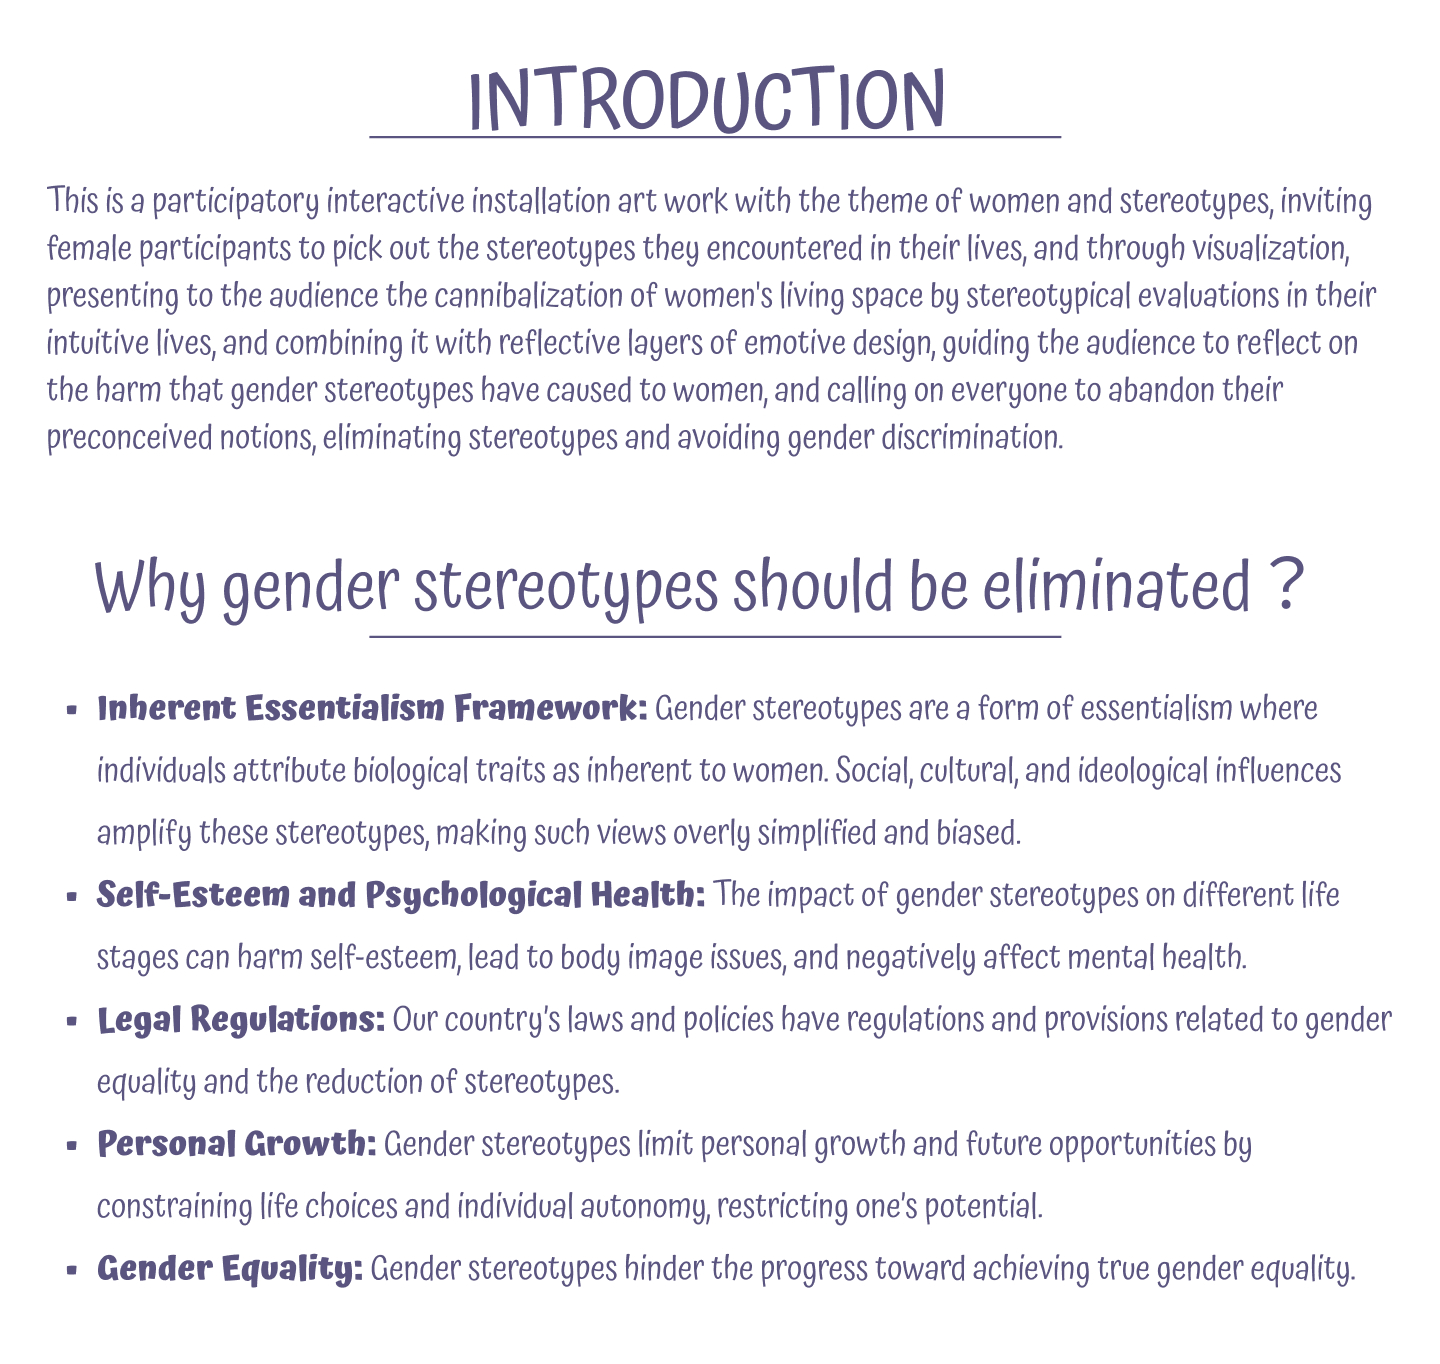 INTRODUCTION
This is a participatory interactive installation art work with the theme of women and stereotypes, inviting
female participants to pick out the stereotypes they encountered in their lives, and through visualization,
presenting to the audience the cannibalization of women's living space by stereotypical evaluations in their
intuitive lives, and combining it with reflective layers of emotive design, guiding the audience to reflect on
the harm that gender stereotypes have caused to women, and calling on everyone to abandon their
preconceived notions, eliminating stereotypes and avoiding gender discrimination.
Why gender stereotypes should be eliminated ?
▪ Inherent Essentialism Framework: Gender stereotypes are a form of essentialism where
individuals attribute biological traits as inherent to women. Social, cultural, and ideological influences
amplify these stereotypes, making such views overly simplified and biased.
▪ Self-Esteem and Psychological Health: The impact of gender stereotypes on different life
stages can harm self-esteem, lead to body image issues, and negatively affect mental health.
▪ Legal Regulations: Our country’s laws and policies have regulations and provisions related to gender
equality and the reduction of stereotypes.
▪ Personal Growth: Gender stereotypes limit personal growth and future opportunities by
constraining life choices and individual autonomy, restricting one’s potential.
▪ Gender Equality: Gender stereotypes hinder the progress toward achieving true gender equality.